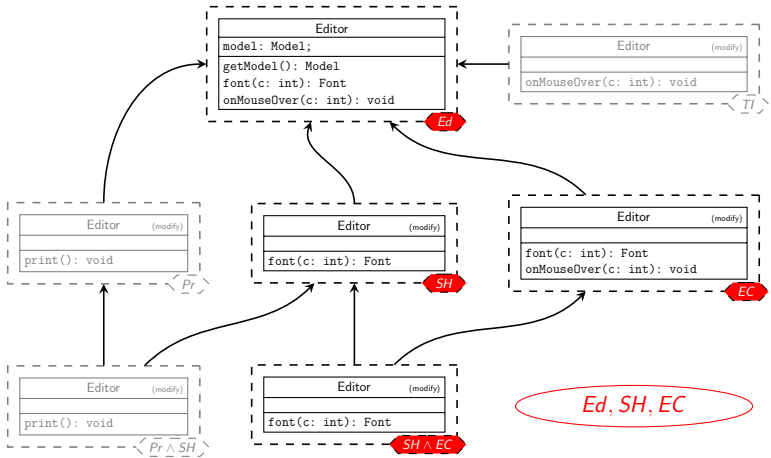 Editor
model: Model;
getModel(): Model
font(c: int): Font
onMouseOver(c: int): void
Ed
Editor (modify)
onMouseOver(c: int): void
TI
Editor (modify)
print(): void
Pr
Editor (modify)
font(c: int): Font
SH
Editor (modify)
font(c: int): Font
onMouseOver(c: int): void
EC
Editor (modify)
print(): void
Pr ∧ SH
Editor (modify)
font(c: int): Font
SH ∧ EC
Ed, SH, EC